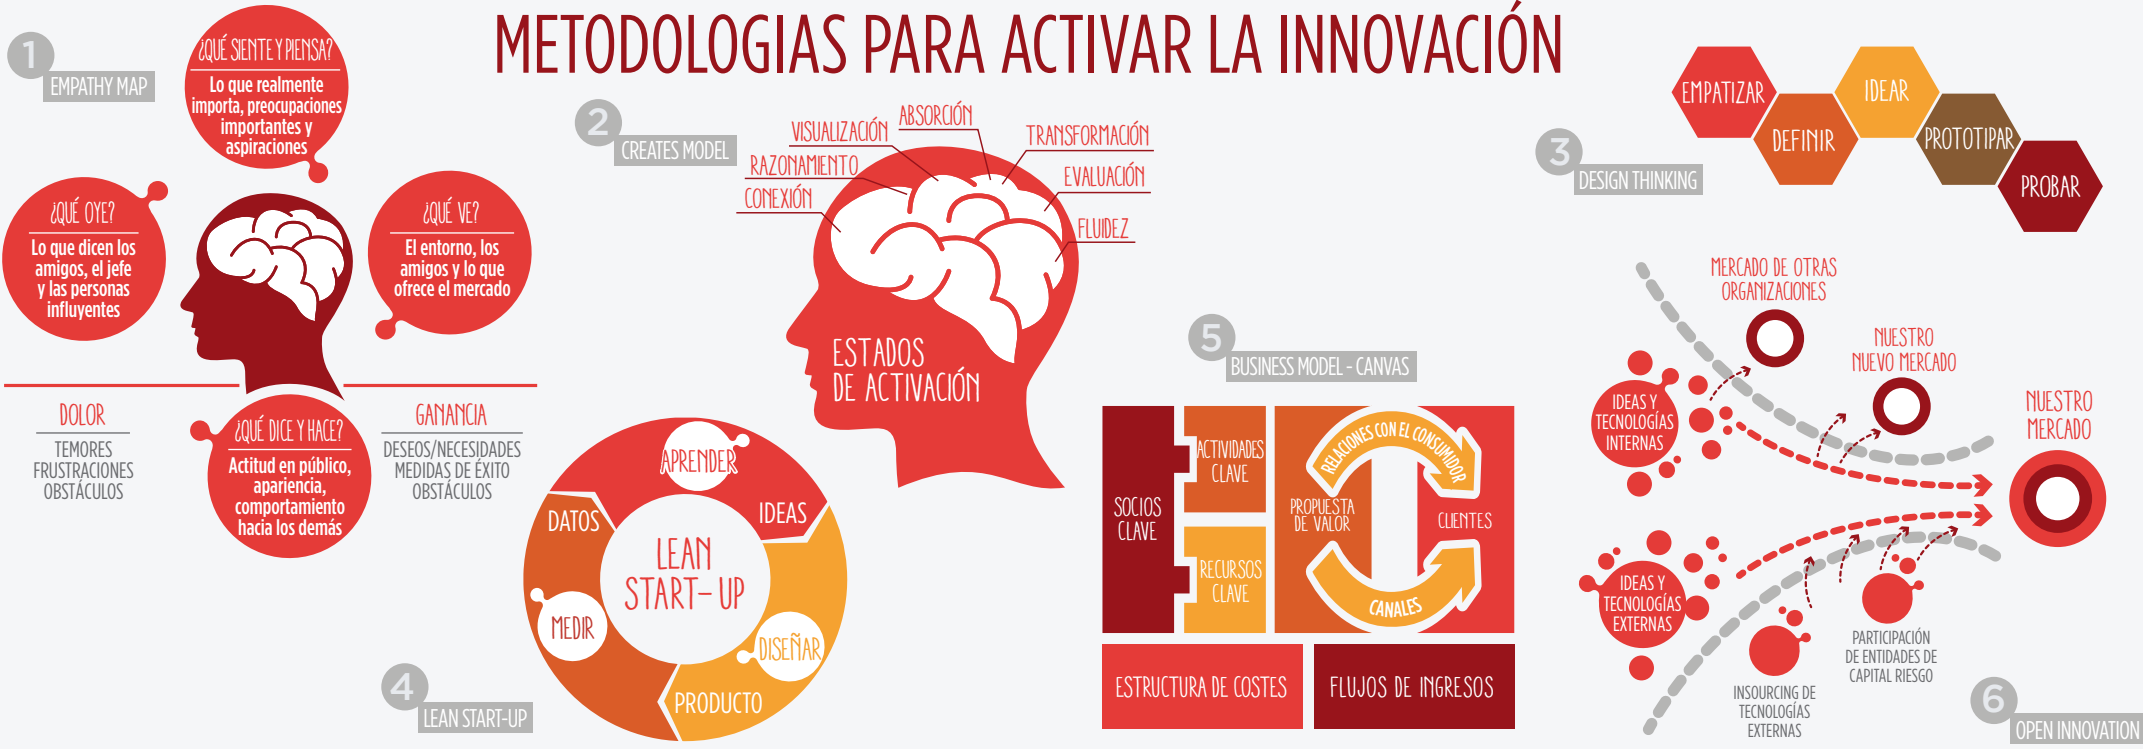 METODOLOGIAS PARA ACTIVAR LA INNOVACIÓN
1
EMPATHY MAP
¿QUÉ SIENTE Y PIENSA?
Lo que realmente
importa, preocupaciones
importantes y
aspiraciones
¿QUÉ OYE?
Lo que dicen los
amigos, el jefe
y las personas
influyentes
¿QUÉ VE?
El entorno, los
amigos y lo que
ofrece el mercado
DOLOR
TEMORES
FRUSTRACIONES
OBSTÁCULOS
¿QUÉ DICE Y HACE?
Actitud en público,
apariencia,
comportamiento
hacia los demás
GANANCIA
DESEOS/NECESIDADES
MEDIDAS DE ÉXITO
OBSTÁCULOS
2
CREATES MODEL
CONEXIÓN
RAZONAMIENTO
VISUALIZACIÓN
ABSORCIÓN
TRANSFORMACIÓN
EVALUACIÓN
FLUIDEZ
ESTADOS
DE ACTIVACIÓN
3
DESIGN THINKING
EMPATIZAR
DEFINIR
IDEAR
PROTOTIPAR
PROBAR
4
LEAN START-UP
LEAN
START-UP
APRENDER
IDEAS
DISEÑAR
PRODUCTO
MEDIR
DATOS
5
BUSINESS MODEL - CANVAS
SOCIOS
CLAVE
ACTIVIDADES
CLAVE
RECURSOS
CLAVE
PROPUESTA
DE VALOR
RELACIONES CON EL CONSUMIDOR
CANALES
CLIENTES
ESTRUCTURA DE COSTES
FLUJOS DE INGRESOS
6
OPEN INNOVATION
MERCADO DE OTRAS
ORGANIZACIONES
NUESTRO
NUEVO MERCADO
NUESTRO
MERCADO
IDEAS Y
TECNOLOGÍAS
INTERNAS
IDEAS Y
TECNOLOGÍAS
EXTERNAS
PARTICIPACIÓN
DE ENTIDADES DE
CAPITAL RIESGO
INSOURCING DE
TECNOLOGÍAS
EXTERNAS